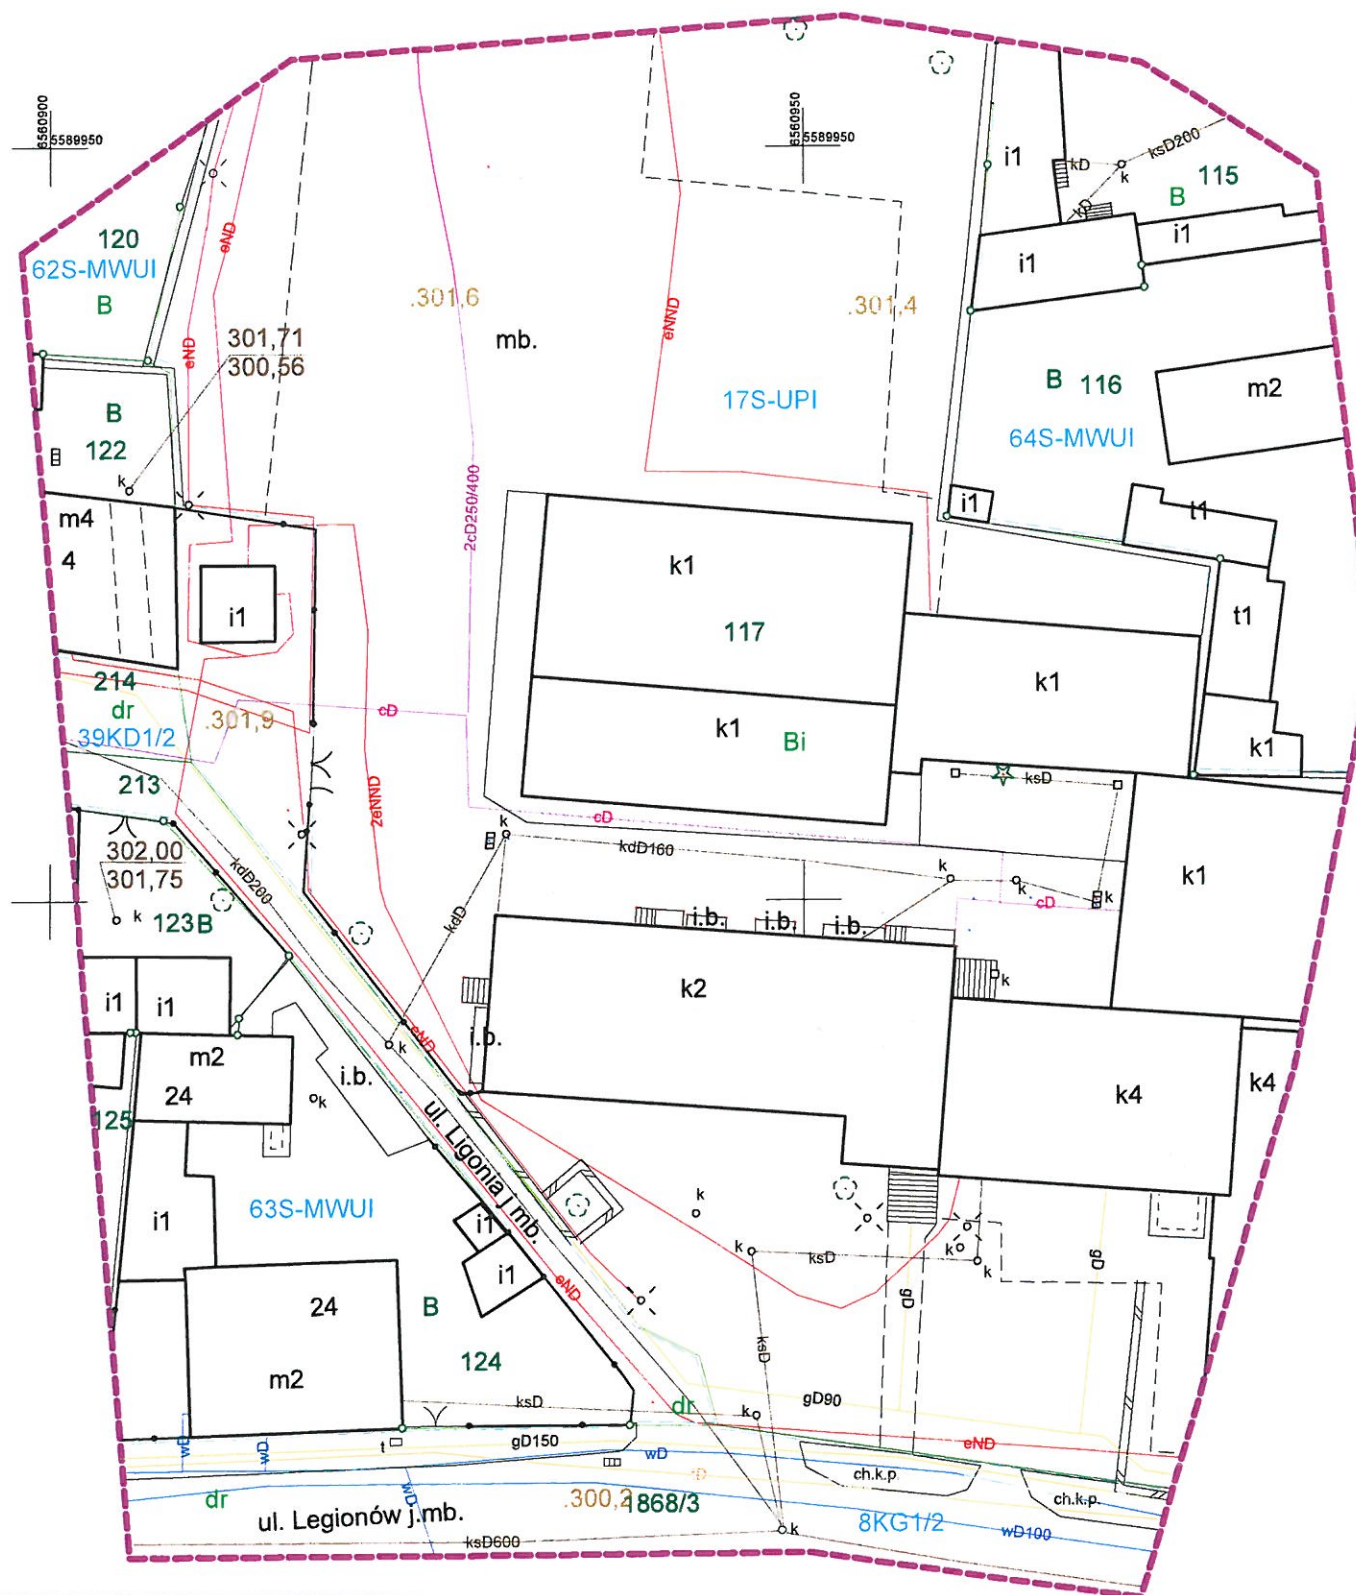 6560900
5589950
6560950
5589950
i1
kD
k
ksD200
115
B
kD
i1
i1
120
62S-MWUI
B
eND
eND
.301,6
mb.
eNND
.301,4
301,71
300,56
17S-UPI
B
116
m2
64S-MWUI
B
122
k
m4
4
2cD250/400
i1
t1
k1
117
i1
t1
k1
k1
k1
Bi
214
dr
39KD1/2
.301,9
cD
213
2eNND
cD
ksD
302,00
301,75
k
123B
kdD200
k
kdD160
k
k
k
k1
cD
kdD
i.b.
i.b.
i.b.
k2
k
i1
i1
m2
24
eND
i.b.
k
i.b.
k
125
k4
k4
ul. Ligonia j.mb.
i1
63S-MWUI
i1
i1
k
k
ksD
k
k
gD
gD
24
m2
B
124
eND
ksD
gD90
ksD
dr
k
eND
wD
wD
t
gD150
wD
ch.k.p.
ch.k.p.
dr
wD
.300,2
1868/3
ul. Legionów j.mb.
k
8KG1/2
wD100
ksD600